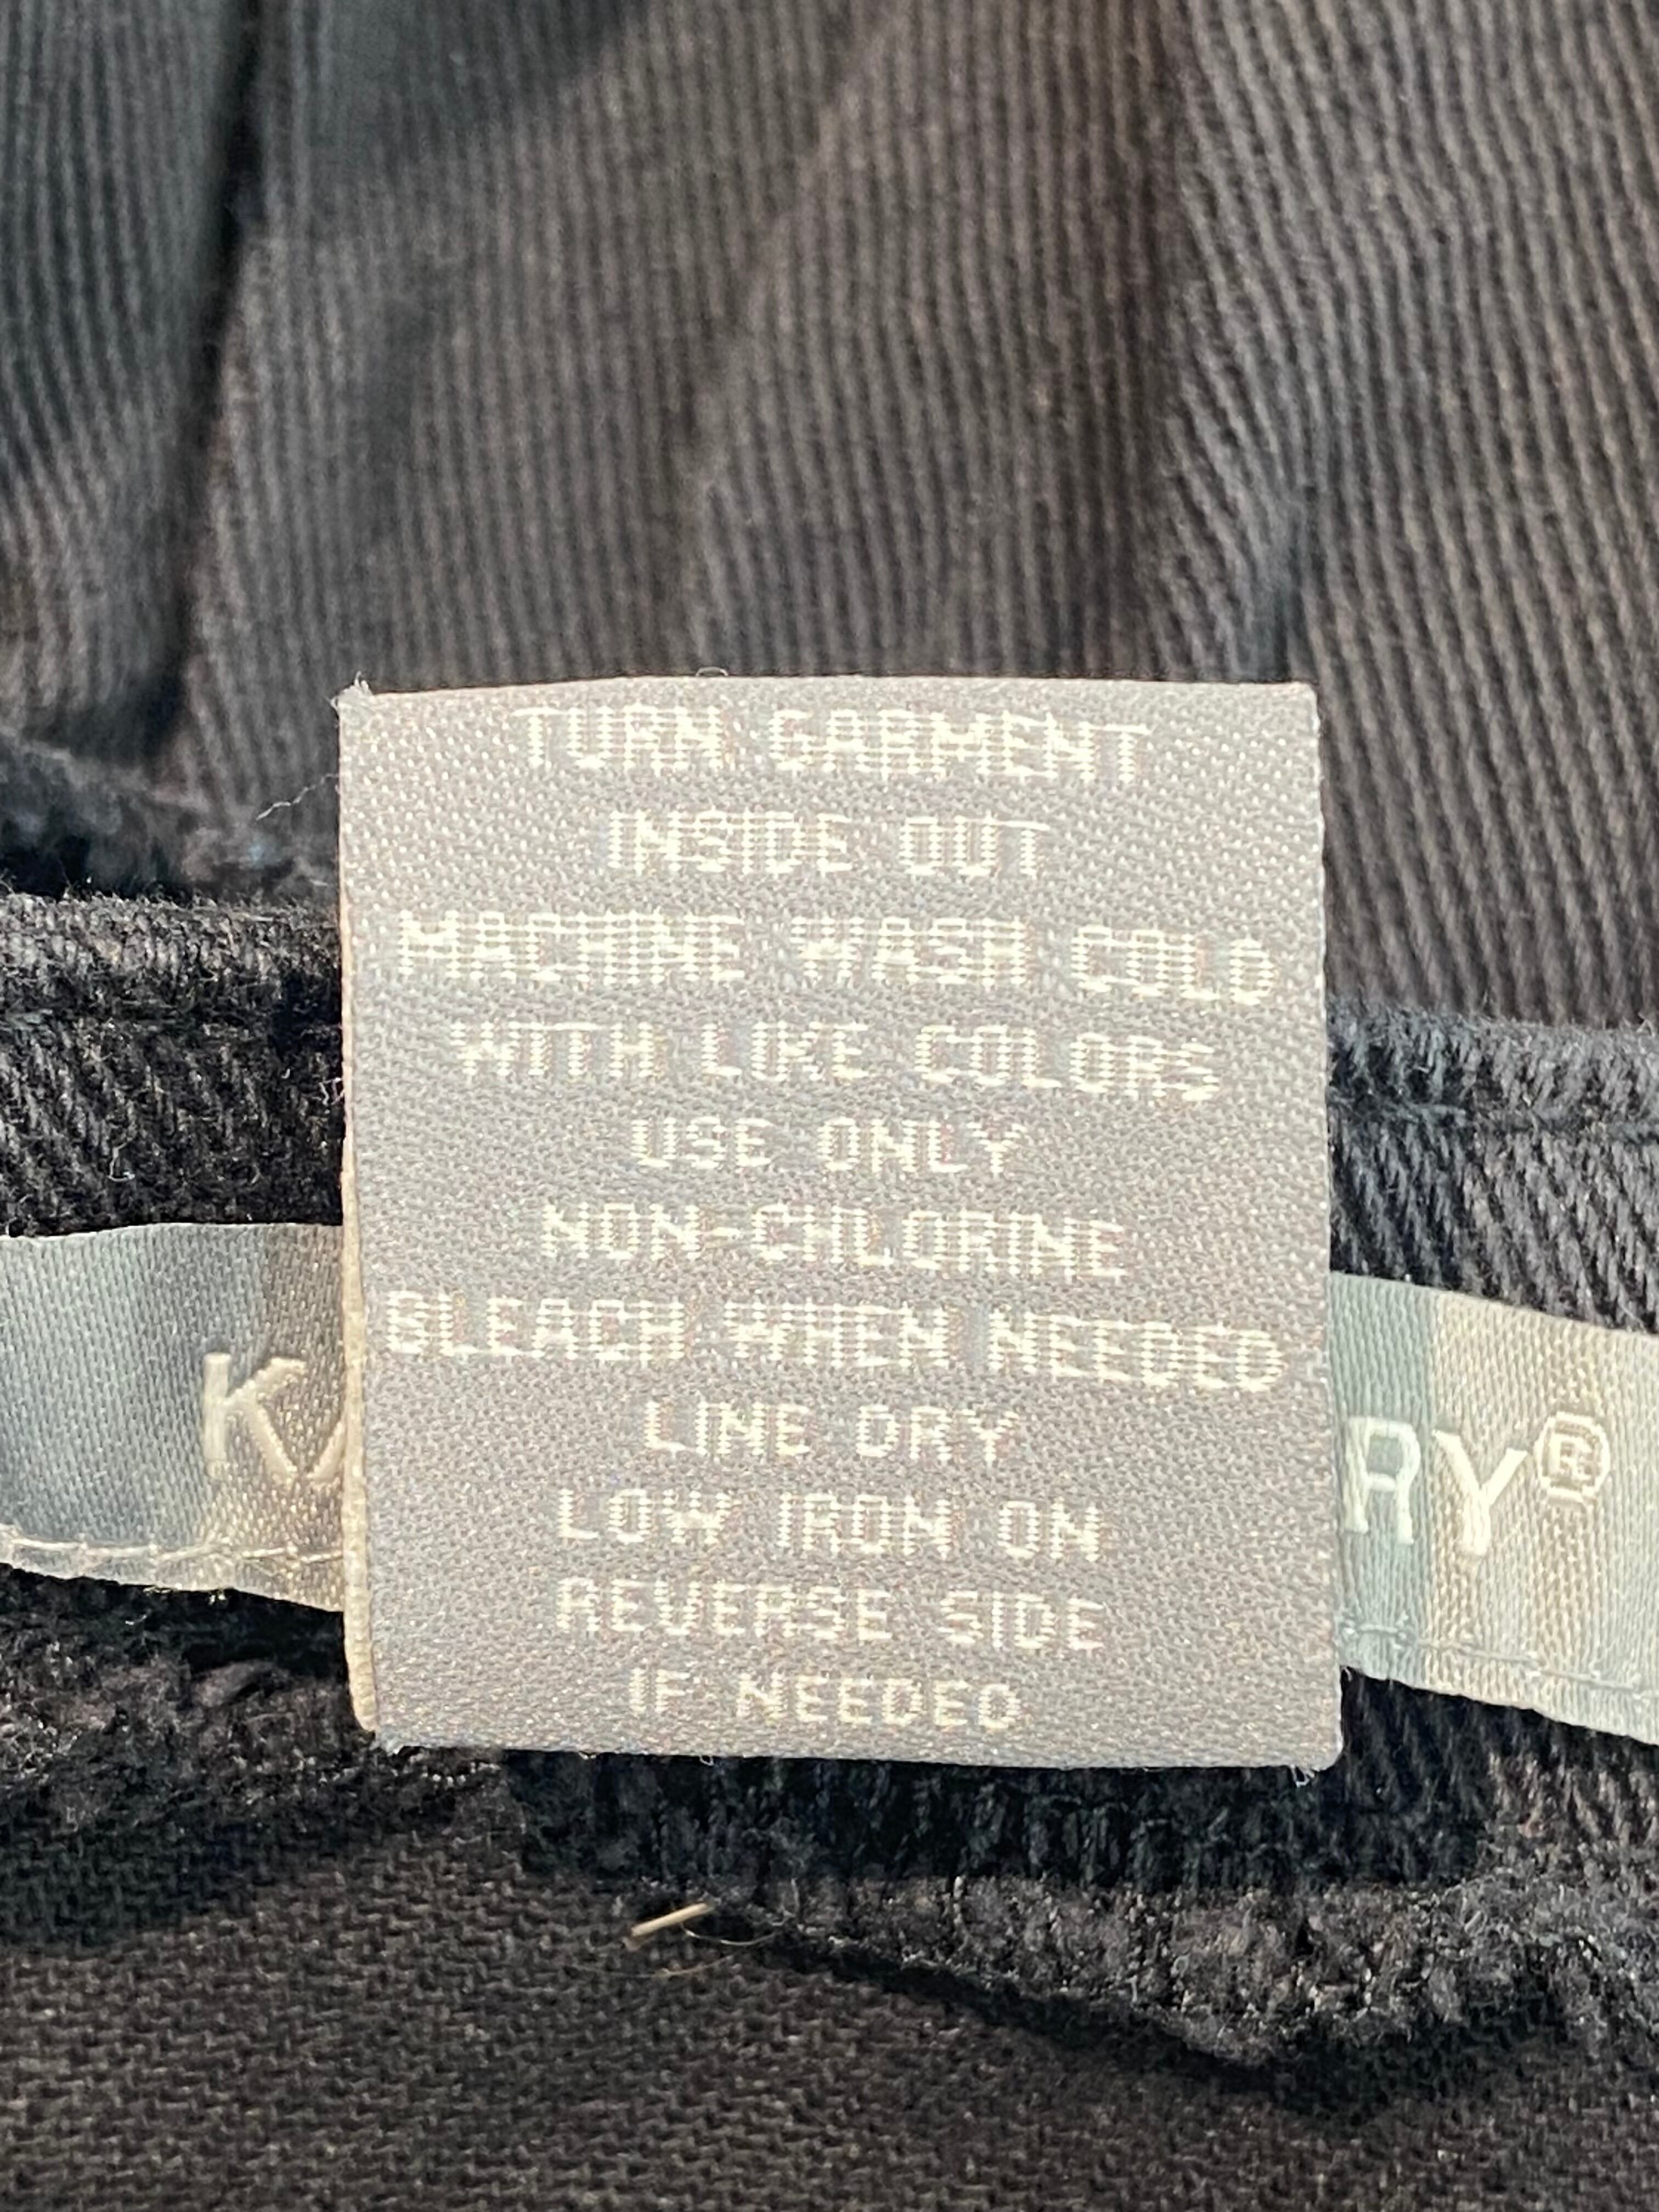 TURN GARMENT
INSIDE OUT
MACHINE WASH COLD
WITH LIKE COLORS
USE ONLY
NON-CHLORINE
BLEACH WHEN NEEDED
LINE DRY
LOW IRON ON
REVERSE SIDE
IF NEEDED